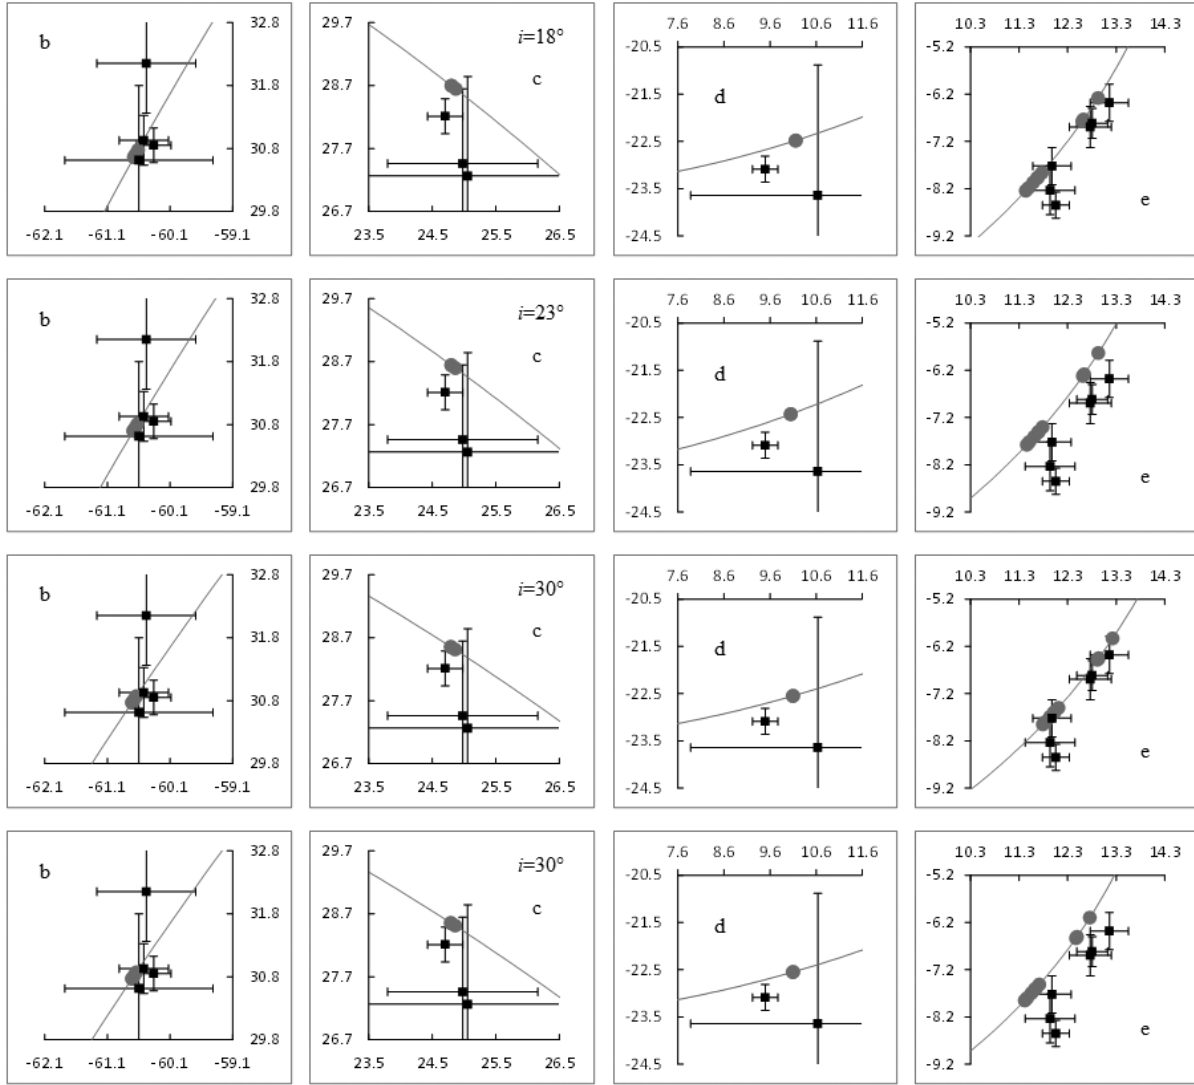 b
32.8
31.8
30.8
29.8
-62.1 -61.1 -60.1 -59.1
29.7
i=18°
c
28.7
27.7
26.7
23.5 24.5 25.5 26.5
7.6 8.6 9.6 10.6 11.6
-20.5
d
-21.5
-22.5
-23.5
-24.5
10.3 11.3 12.3 13.3 14.3
-5.2
-6.2
-7.2
-8.2
e
-9.2
b
32.8
31.8
30.8
29.8
-62.1 -61.1 -60.1 -59.1
29.7
i=23°
c
28.7
27.7
26.7
23.5 24.5 25.5 26.5
7.6 8.6 9.6 10.6 11.6
-20.5
d
-21.5
-22.5
-23.5
-24.5
10.3 11.3 12.3 13.3 14.3
-5.2
-6.2
-7.2
-8.2
e
-9.2
b
32.8
31.8
30.8
29.8
-62.1 -61.1 -60.1 -59.1
29.7
i=30°
c
28.7
27.7
26.7
23.5 24.5 25.5 26.5
7.6 8.6 9.6 10.6 11.6
-20.5
d
-21.5
-22.5
-23.5
-24.5
10.3 11.3 12.3 13.3 14.3
-5.2
-6.2
-7.2
-8.2
e
-9.2
b
32.8
31.8
30.8
29.8
-62.1 -61.1 -60.1 -59.1
29.7
i=30°
c
28.7
27.7
26.7
23.5 24.5 25.5 26.5
7.6 8.6 9.6 10.6 11.6
-20.5
d
-21.5
-22.5
-23.5
-24.5
10.3 11.3 12.3 13.3 14.3
-5.2
-6.2
-7.2
-8.2
e
-9.2